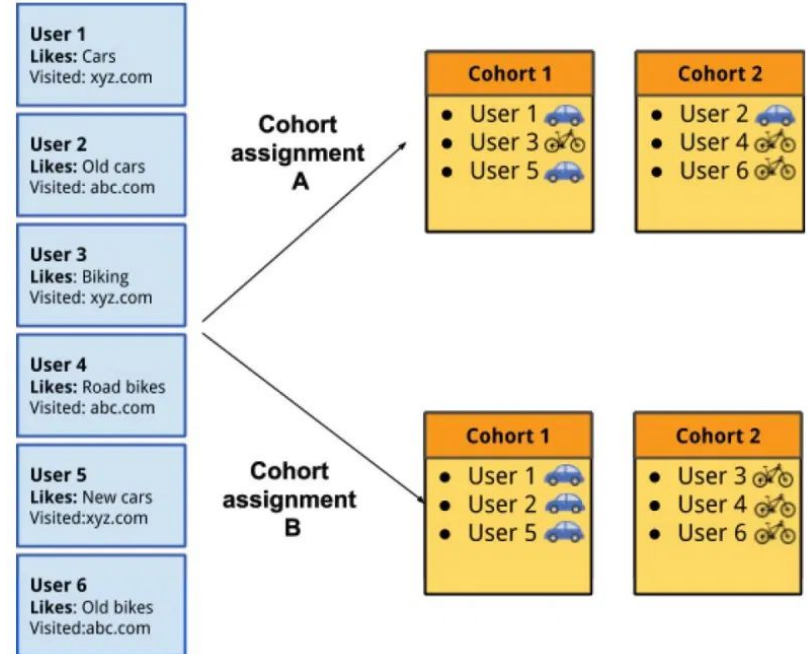 User 1
Likes: Cars
Visited: xyz.com
User 2
Likes: Old cars
Visited: abc.com
User 3
Likes: Biking
Visited: xyz.com
User 4
Likes: Road bikes
Visited: abc.com
User 5
Likes: New cars
Visited:xyz.com
User 6
Likes: Old bikes
Visited:abc.com
Cohort
assignment
A
Cohort 1
• User 1
• User 3
• User 5
Cohort 2
• User 2
• User 4
• User 6
Cohort
assignment
B
Cohort 1
• User 1
• User 2
• User 5
Cohort 2
• User 3
• User 4
• User 6